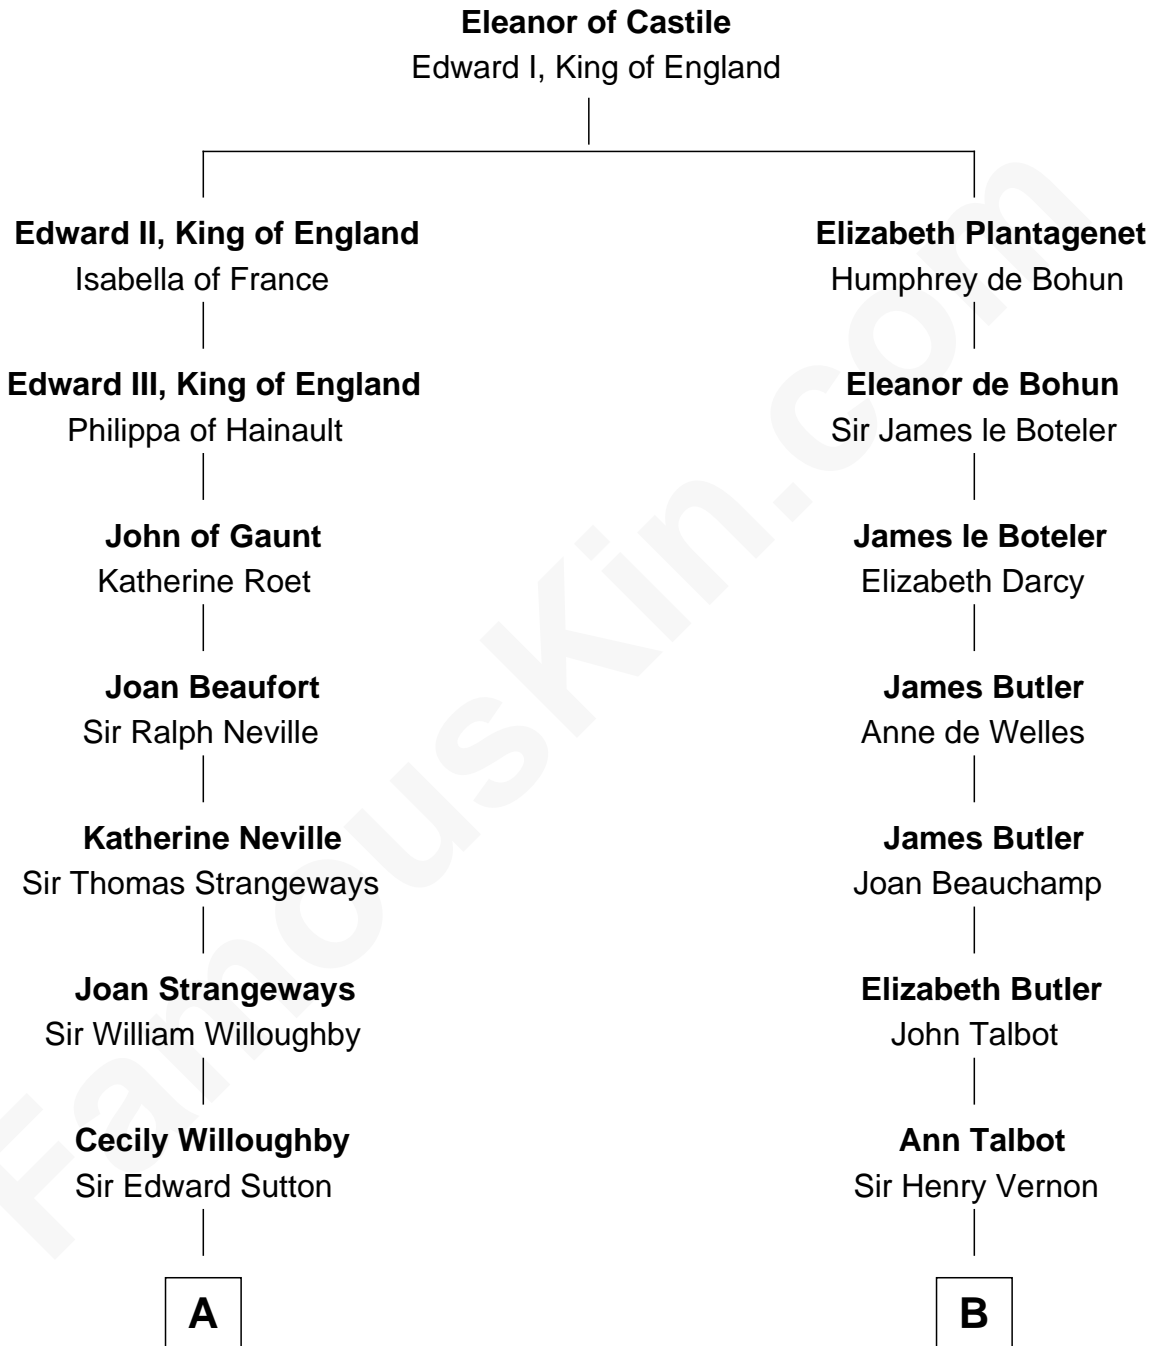 Eleanor of Castile
Edward I, King of England
Edward II, King of England
Isabella of France
Elizabeth Plantagenet
Humphrey de Bohun
Edward III, King of England
Philippa of Hainault
Eleanor de Bohun
Sir James le Boteler
John of Gaunt
Katherine Roet
James le Boteler
Elizabeth Darcy
Joan Beaufort
Sir Ralph Neville
James Butler
Anne de Welles
Katherine Neville
Sir Thomas Strangeways
James Butler
Joan Beauchamp
Joan Strangeways
Sir William Willoughby
Elizabeth Butler
John Talbot
Cecily Willoughby
Sir Edward Sutton
Ann Talbot
Sir Henry Vernon
A
B
FamousKin.com